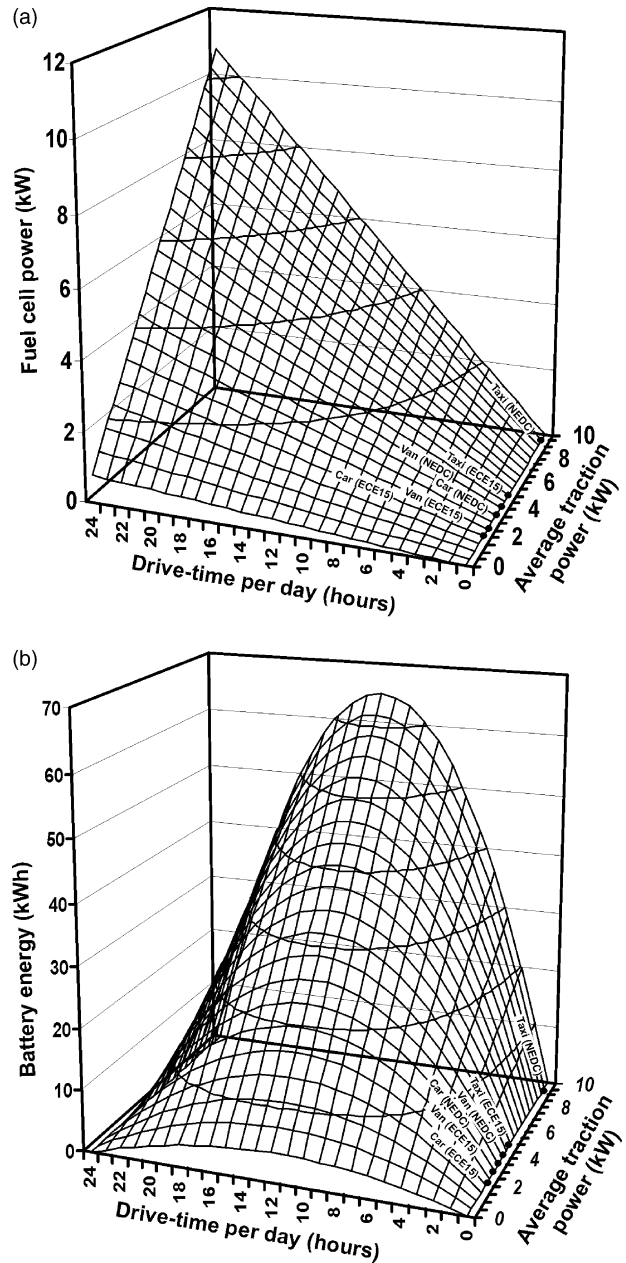 (a)
12
10
8
6
4
2
0
Fuel cell power (kW)
24
22
20
18
16
14
12
10
8
6
4
2
0
Drive-time per day (hours)
0
2
4
6
8
10
Average traction
power (kW)
Taxi (NEDC)
Taxi (ECE15)
Van (NEDC)
Car (NEDC)
Van (ECE15)
Car (ECE15)
(b)
70
60
50
40
30
20
10
0
Battery energy (kWh)
24
22
20
18
16
14
12
10
8
6
4
2
0
Drive-time per day (hours)
0
2
4
6
8
10
Average traction
power (kW)
Taxi (NEDC)
Taxi (ECE15)
Van (NEDC)
Car (NEDC)
Van (ECE15)
Car (ECE15)